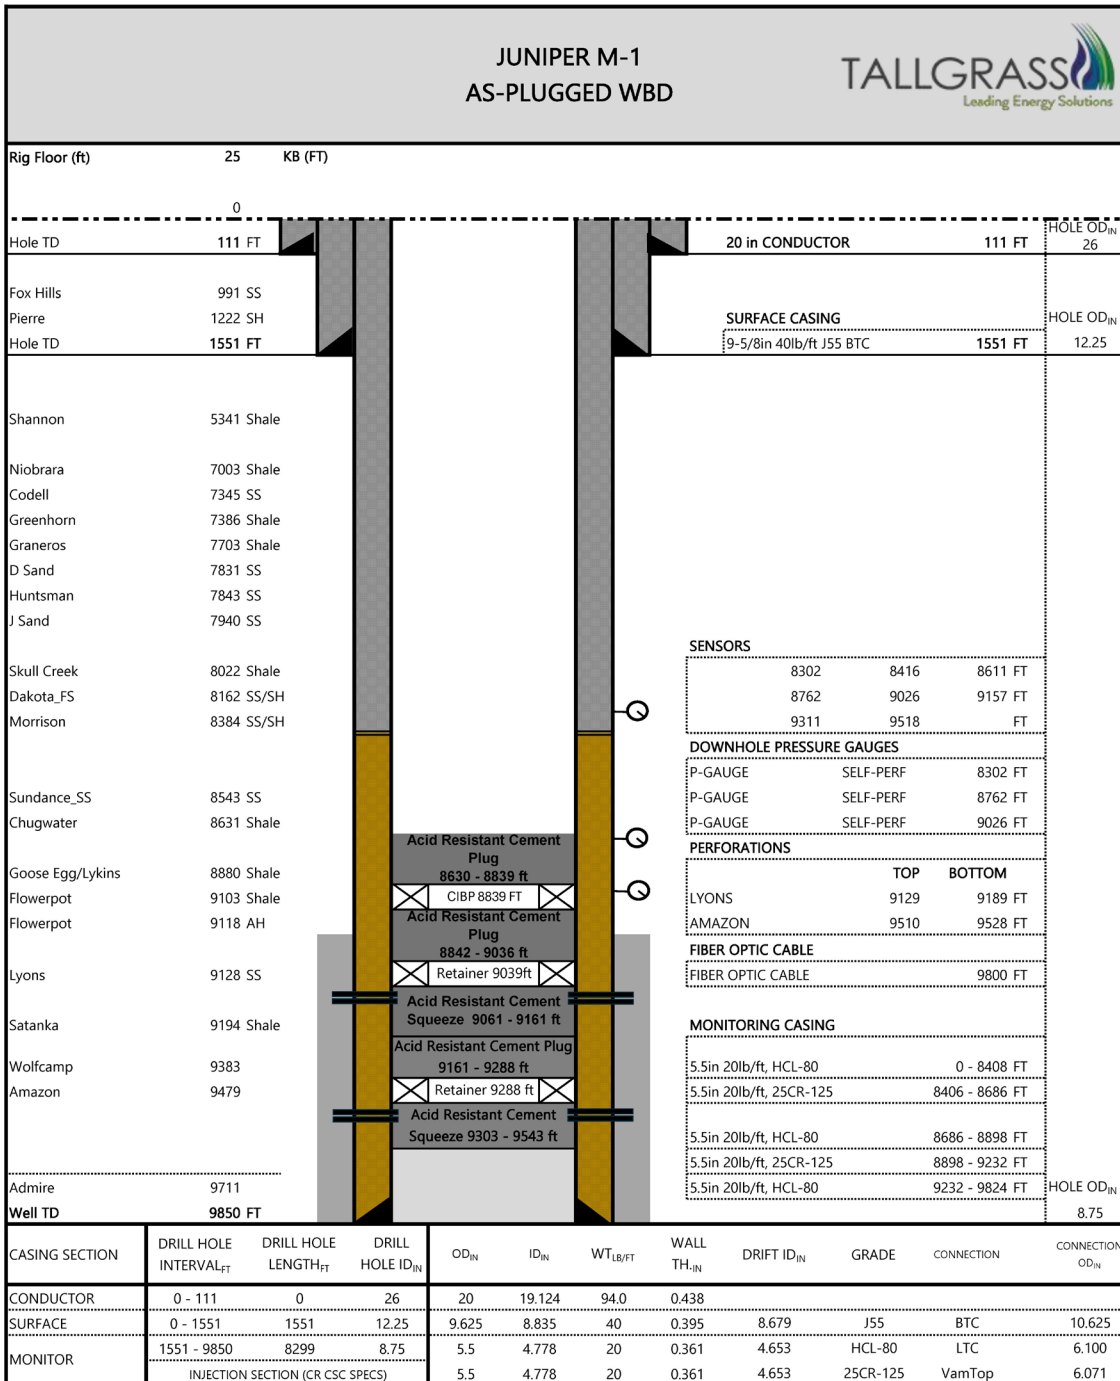 JUNIPER M-1
AS-PLUGGED WBD
TALLGRASS
Leading Energy Solutions
Rig Floor (ft) 25 KB (FT)
0
Hole TD 111 FT 20 in CONDUCTOR 111 FT HOLE OD IN 26
Fox Hills 991 SS
Pierre 1222 SH SURFACE CASING HOLE OD IN
Hole TD 1551 FT 9-5/8in 40lb/ft J55 BTC 1551 FT 12.25
Shannon 5341 Shale
Niobrara 7003 Shale
Codell 7345 SS
Greenhorn 7386 Shale
Graneros 7703 Shale
D Sand 7831 SS
Huntsman 7843 SS
J Sand 7940 SS
Skull Creek 8022 Shale
Dakota_FS 8162 SS/SH
Morrison 8384 SS/SH
Sundance_SS 8543 SS
Chugwater 8631 Shale
Goose Egg/Lykins 8880 Shale
Flowerpot 9103 Shale
Flowerpot 9118 AH
Lyons 9128 SS
Satanka 9194 Shale
Wolfcamp 9383
Amazon 9479
Admire 9711
Well TD 9850 FT
Acid Resistant Cement
Plug
8630 - 8839 ft
CIBP 8839 FT
Acid Resistant Cement
Plug
8842 - 9036 ft
Retainer 9039ft
Acid Resistant Cement
Squeeze 9061 - 9161 ft
Acid Resistant Cement Plug
9161 - 9288 ft
Retainer 9288 ft
Acid Resistant Cement
Squeeze 9303 - 9543 ft
SENSORS
8302 8416 8611 FT
8762 9026 9157 FT
9311 9518 FT
DOWNHOLE PRESSURE GAUGES
P-GAUGE SELF-PERF 8302 FT
P-GAUGE SELF-PERF 8762 FT
P-GAUGE SELF-PERF 9026 FT
PERFORATIONS
TOP BOTTOM
LYONS 9129 9189 FT
AMAZON 9510 9528 FT
FIBER OPTIC CABLE
FIBER OPTIC CABLE 9800 FT
MONITORING CASING
5.5in 20lb/ft, HCL-80 0 - 8408 FT
5.5in 20lb/ft, 25CR-125 8406 - 8686 FT
5.5in 20lb/ft, HCL-80 8686 - 8898 FT
5.5in 20lb/ft, 25CR-125 8898 - 9232 FT
5.5in 20lb/ft, HCL-80 9232 - 9824 FT
HOLE OD IN
8.75
CASING SECTION DRILL HOLE INTERVAL FT DRILL HOLE LENGTH FT DRILL HOLE ID IN OD IN ID IN WT LB/FT WALL TH. IN DRIFT ID IN GRADE CONNECTION CONNECTION OD IN
CONDUCTOR 0 - 111 0 26 20 19.124 94.0 0.438
SURFACE 0 - 1551 1551 12.25 9.625 8.835 40 0.395 8.679 J55 BTC 10.625
MONITOR 1551 - 9850 8299 8.75 5.5 4.778 20 0.361 4.653 HCL-80 LTC 6.100
INJECTION SECTION (CR CSC SPECS) 5.5 4.778 20 0.361 4.653 25CR-125 VamTop 6.071